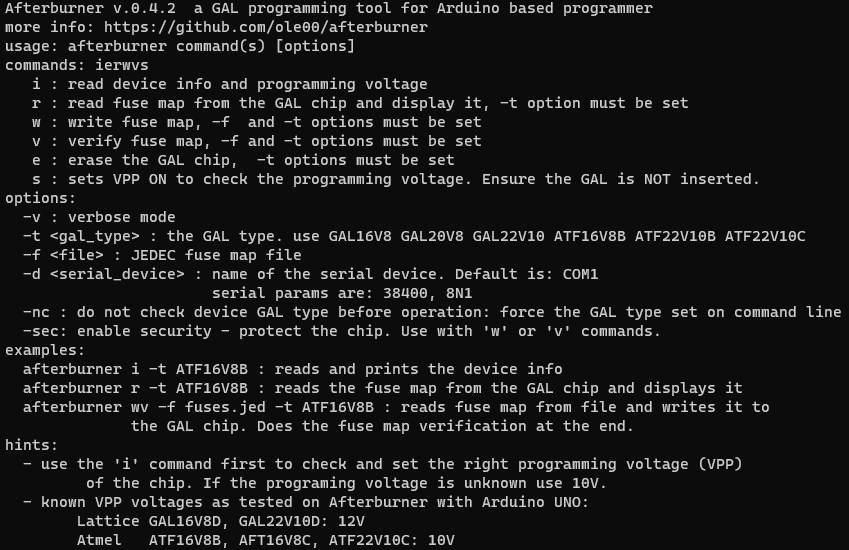 Afterburner v.0.4.2  a GAL programming tool for Arduino based programmer
more info: https://github.com/ole00/afterburner
usage: afterburner command(s) [options]
commands: ierwvs
   i : read device info and programming voltage
   r : read fuse map from the GAL chip and display it, -t option must be set
   w : write fuse map, -f  and -t options must be set
   v : verify fuse map, -f and -t options must be set
   e : erase the GAL chip,  -t options must be set
   s : sets VPP ON to check the programming voltage. Ensure the GAL is NOT inserted.
options:
  -v : verbose mode
  -t <gal_type> : the GAL type. use GAL16V8 GAL20V8 GAL22V10 ATF16V8B ATF22V10B ATF22V10C
  -f <file> : JEDEC fuse map file
  -d <serial_device> : name of the serial device. Default is: COM1
                       serial params are: 38400, 8N1
  -nc : do not check device GAL type before operation: force the GAL type set on command line
  -sec: enable security - protect the chip. Use with 'w' or 'v' commands.
examples:
  afterburner i -t ATF16V8B : reads and prints the device info
  afterburner r -t ATF16V8B : reads the fuse map from the GAL chip and displays it
  afterburner wv -f fuses.jed -t ATF16V8B : reads fuse map from file and writes it to
              the GAL chip. Does the fuse map verification at the end.
hints:
  - use the 'i' command first to check and set the right programming voltage (VPP)
         of the chip. If the programing voltage is unknown use 10V.
  - known VPP voltages as tested on Afterburner with Arduino UNO:
        Lattice GAL16V8D, GAL22V10D: 12V
        Atmel   ATF16V8B, AFT16V8C, ATF22V10C: 10V